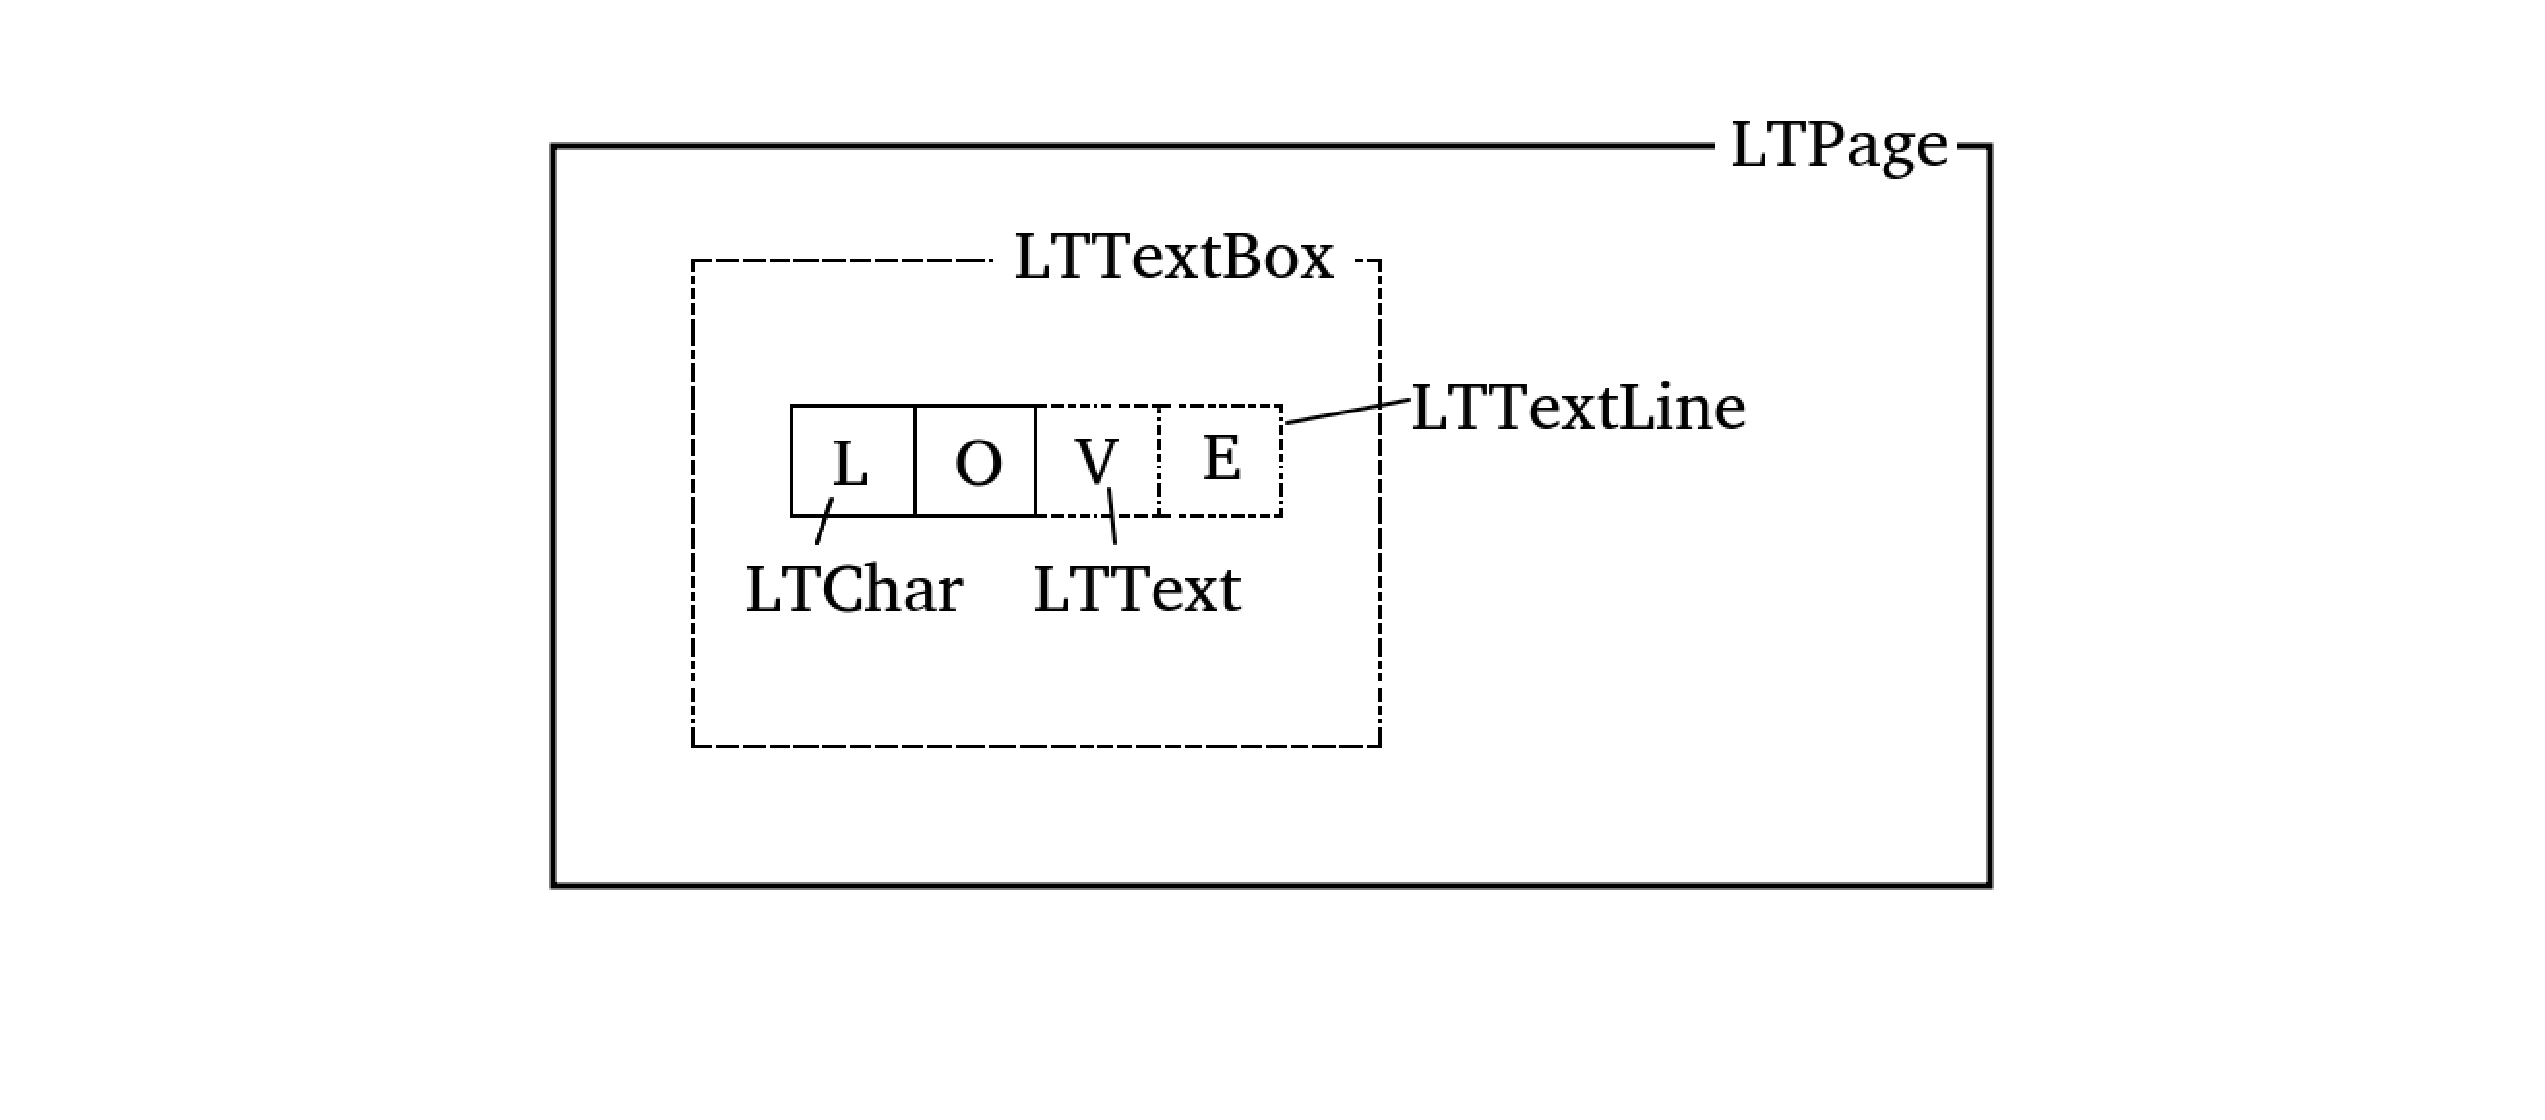 LTPage
LTTextBox
LTTextLine
L O V E
LTChar LTText